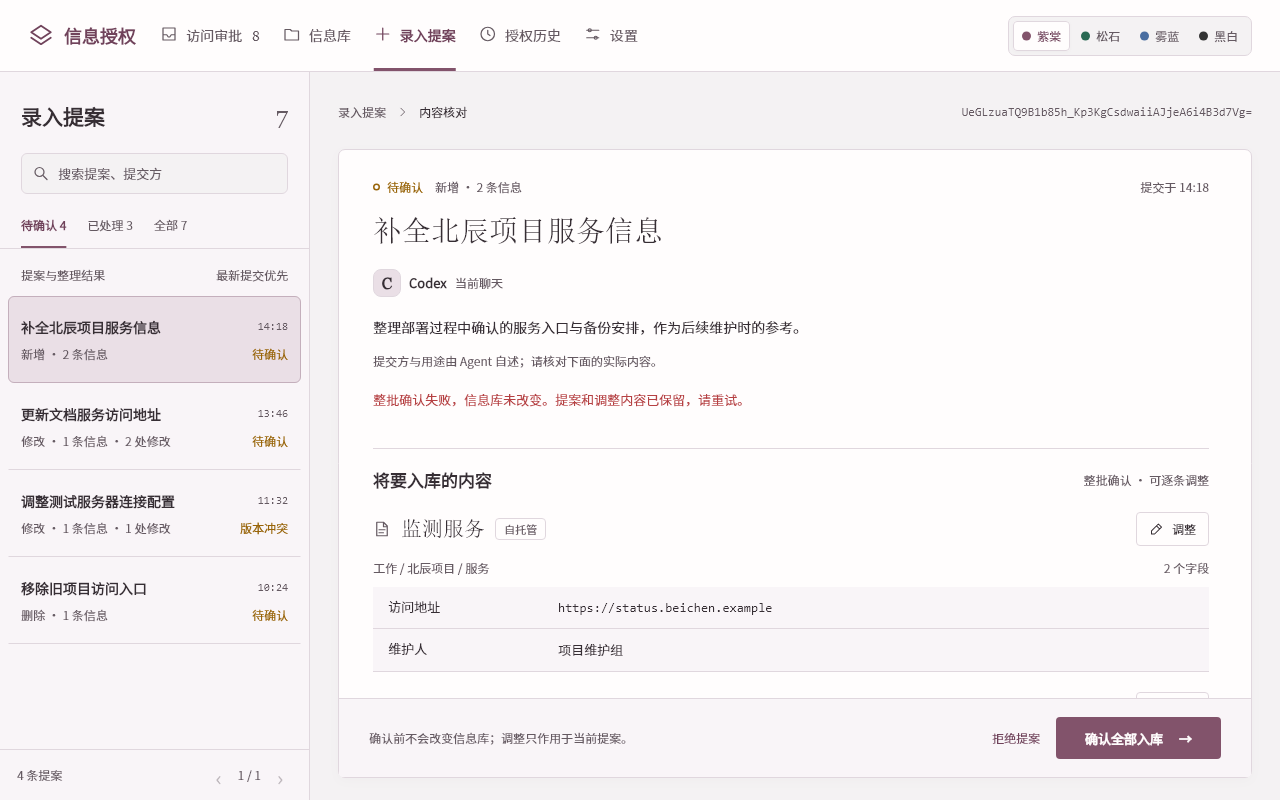 信息授权
访问审批 8
信息库
录入提案
授权历史
设置
紫棠
松石
雾蓝
黑白
录入提案 7
搜索提案、提交方
待确认 4 已处理 3 全部 7
提案与整理结果 最新提交优先
补全北辰项目服务信息 14:18
新增 · 2 条信息 待确认
更新文档服务访问地址 13:46
修改 · 1 条信息 · 2 处修改 待确认
调整测试服务器连接配置 11:32
修改 · 1 条信息 · 1 处修改 版本冲突
移除旧项目访问入口 10:24
删除 · 1 条信息 待确认
4 条提案 ‹ 1 / 1 ›
录入提案 > 内容核对
UeGLzuaTQ9B1b85h_Kp3KgCsdwaiiAJjeA6i4B3d7Vg=
待确认 新增 · 2 条信息 提交于 14:18
补全北辰项目服务信息
C Codex 当前聊天
整理部署过程中确认的服务入口与备份安排，作为后续维护时的参考。
提交方与用途由 Agent 自述；请核对下面的实际内容。
整批确认失败，信息库未改变。提案和调整内容已保留，请重试。
将要入库的内容 整批确认 · 可逐条调整
监测服务 自托管 调整
工作 / 北辰项目 / 服务 2 个字段
访问地址 https://status.beichen.example
维护人 项目维护组
确认前不会改变信息库；调整只作用于当前提案。 拒绝提案 确认全部入库 →